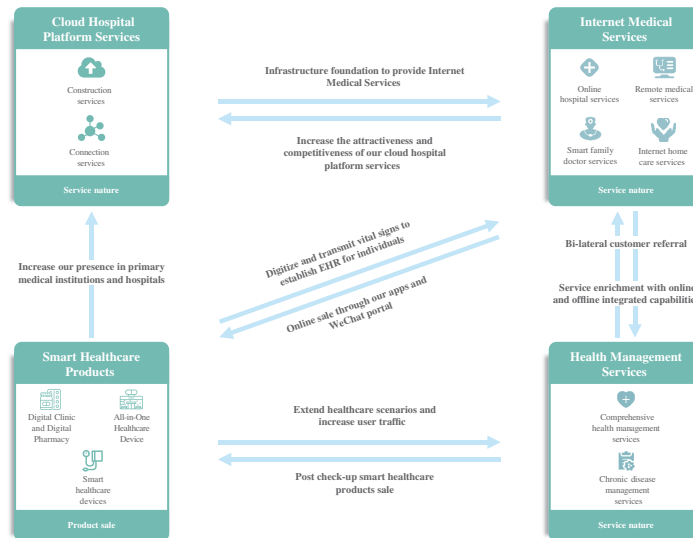 Cloud Hospital
Platform Services
Construction
services
Connection
services
Service nature
Infrastructure foundation to provide Internet
Medical Services
Increase the attractiveness and
competitiveness of our cloud hospital
platform services
Internet Medical
Services
Online
hospital services
Remote medical
services
Smart family
doctor services
Internet home
care services
Service nature
Increase our presence in primary
medical institutions and hospitals
Digitize and transmit vital signs to
establish EHR for individuals
Online sale through our apps and
WeChat portal
Bi-lateral customer referral
Service enrichment with online
and offline integrated capabilitie
Smart Healthcare
Products
Digital Clinic
and Digital
Pharmacy
All-in-One
Healthcare
Device
Smart
healthcare
devices
Product sale
Extend healthcare scenarios and
increase user traffic
Post check-up smart healthcare
products sale
Health Management
Services
Comprehensive
health management
services
Chronic disease
management
services
Service nature